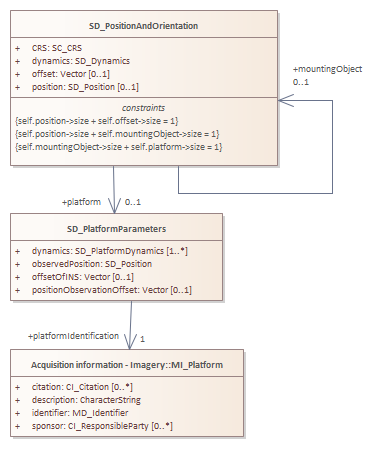 SD_PositionAndOrientation
+ CRS: SC_CRS
+ dynamics: SD_Dynamics
+ offset: Vector [0..1]
+ position: SD_Position [0..1]
constraints
{self.position->size + self.offset->size = 1}
{self.position->size + self.mountingObject->size = 1}
{self.mountingObject->size + self.platform->size = 1}
+mountingObject
0..1
+platform 0..1
SD_PlatformParameters
+ dynamics: SD_PlatformDynamics [1..*]
+ observedPosition: SD_Position
+ offsetOfINS: Vector [0..1]
+ positionObservationOffset: Vector [0..1]
+platformIdentification 1
Acquisition information - Imagery::MI_Platform
+ citation: CI_Citation [0..*]
+ description: CharacterString
+ identifier: MD_Identifier
+ sponsor: CI_ResponsibleParty [0..*]